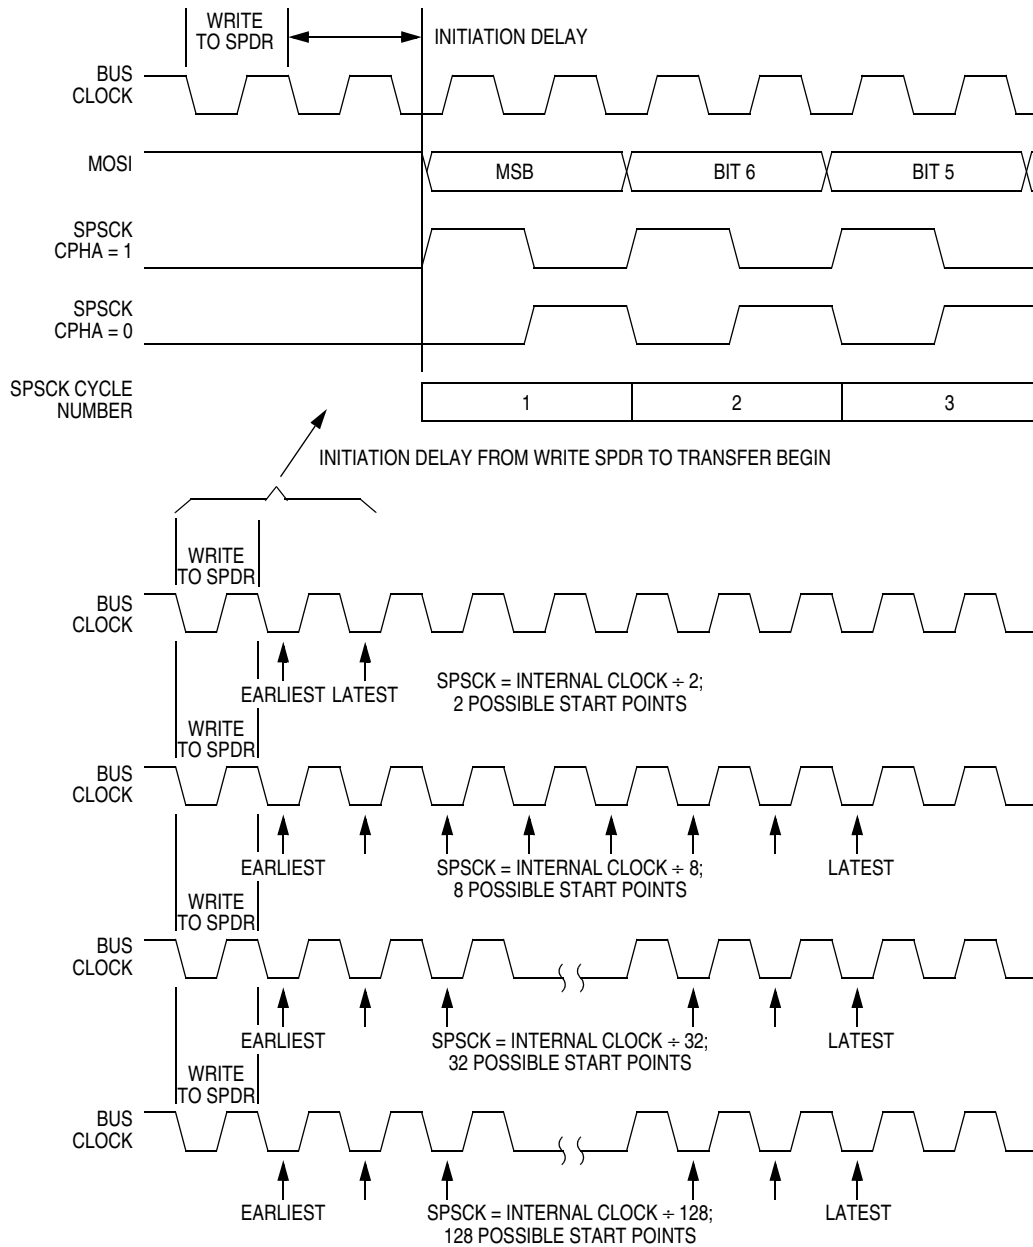 WRITE
TO SPDR
INITIATION DELAY
BUS
CLOCK
MOSI
MSB
BIT 6
BIT 5
SPSCK
CPHA = 1
SPSCK
CPHA = 0
SPSCK CYCLE
NUMBER
1
2
3
INITIATION DELAY FROM WRITE SPDR TO TRANSFER BEGIN
WRITE
TO SPDR
BUS
CLOCK
EARLIEST
LATEST
SPSCK = INTERNAL CLOCK ÷ 2;
2 POSSIBLE START POINTS
WRITE
TO SPDR
BUS
CLOCK
EARLIEST
SPSCK = INTERNAL CLOCK ÷ 8;
8 POSSIBLE START POINTS
LATEST
WRITE
TO SPDR
BUS
CLOCK
EARLIEST
SPSCK = INTERNAL CLOCK ÷ 32;
32 POSSIBLE START POINTS
LATEST
WRITE
TO SPDR
BUS
CLOCK
EARLIEST
SPSCK = INTERNAL CLOCK ÷ 128;
128 POSSIBLE START POINTS
LATEST